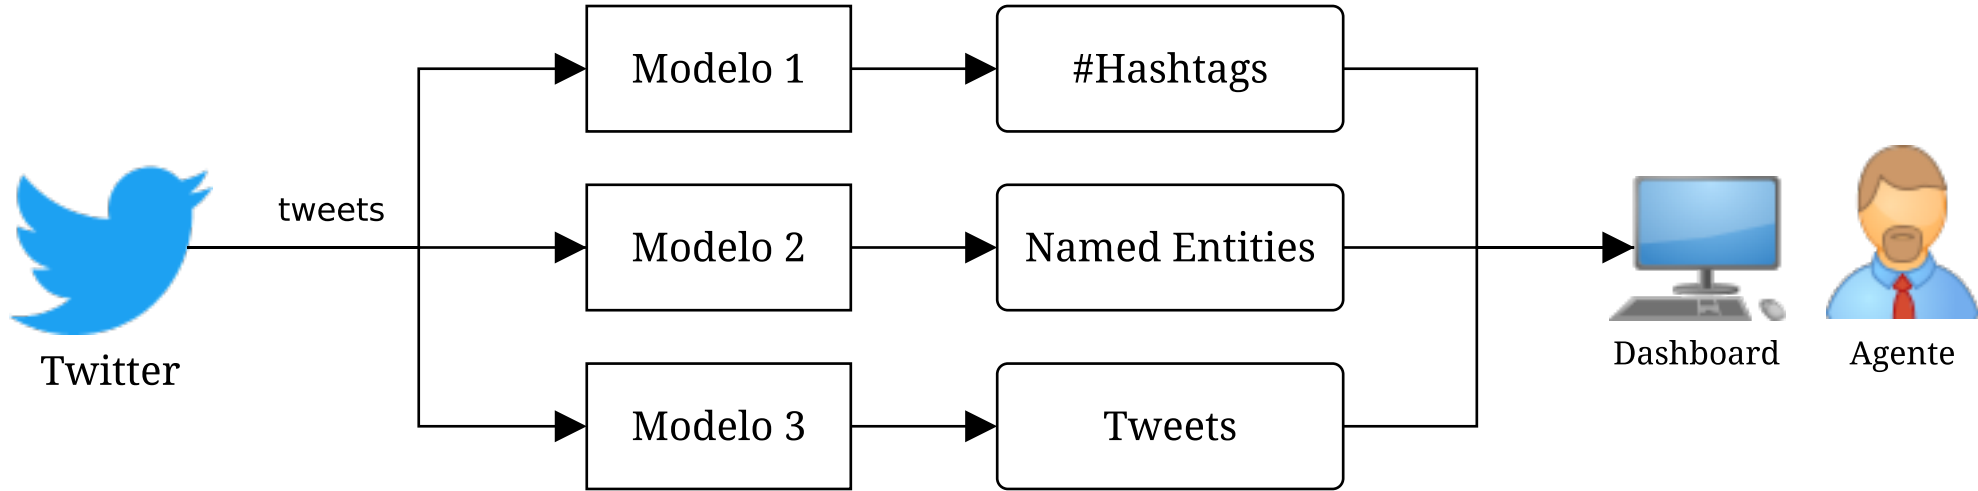 Modelo 1
#Hashtags
tweets
Modelo 2
Named Entities
Twitter
Dashboard
Agente
Modelo 3
Tweets